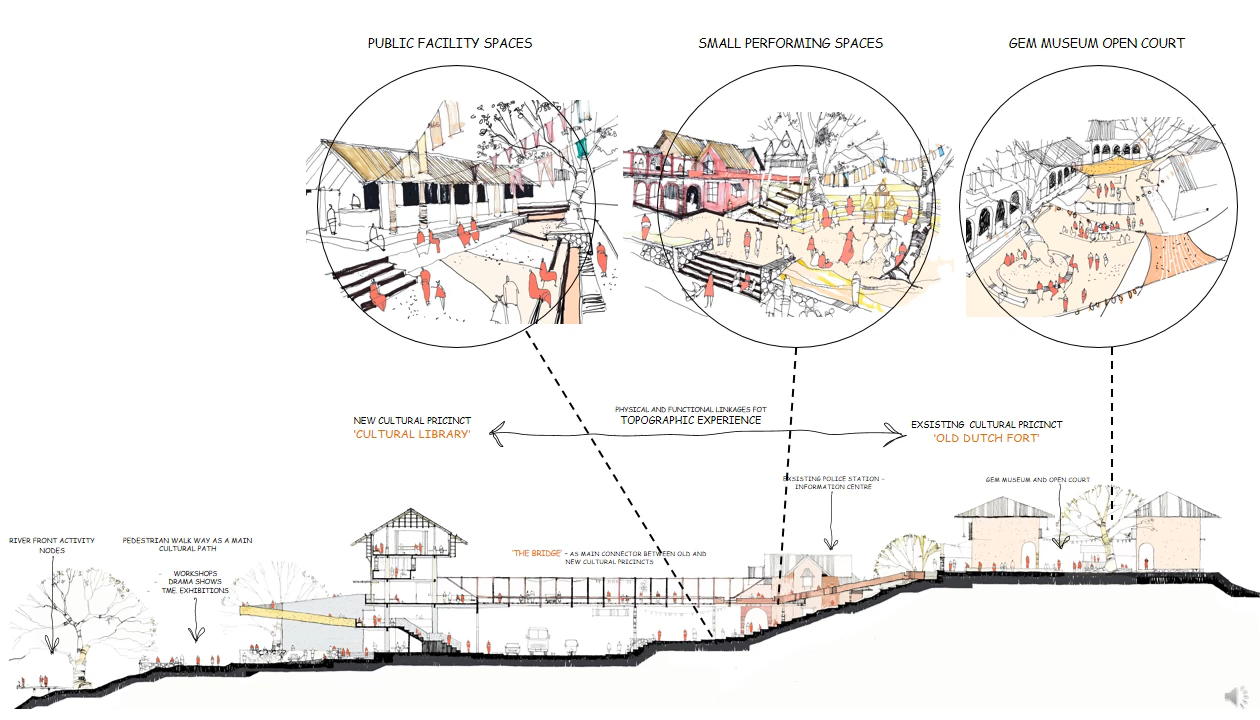 PUBLIC FACILITY SPACES
SMALL PERFORMING SPACES
GEM MUSEUM OPEN COURT
NEW CULTURAL PRICINCT
'CULTURAL LIBRARY'
PHYSICAL AND FUNCTIONAL LINKAGES FOT
TOPOGRAPHIC EXPERIENCE
EXSISTING CULTURAL PRICINCT
'OLD DUTCH FORT'
EXSISTING POLICE STATION –
INFORMATION CENTRE
GEM MUSEUM AND OPEN COURT
RIVER FRONT ACTIVITY
NODES
PEDESTRIAN WALK WAY AS A MAIN
CULTURAL PATH
- WORKSHOPS
DRAMA SHOWS
- TME. EXHIBITIONS
'THE BRIDGE' – AS MAIN CONNECTOR BETWEEN OLD AND
NEW CULTURAL PRICINCTS